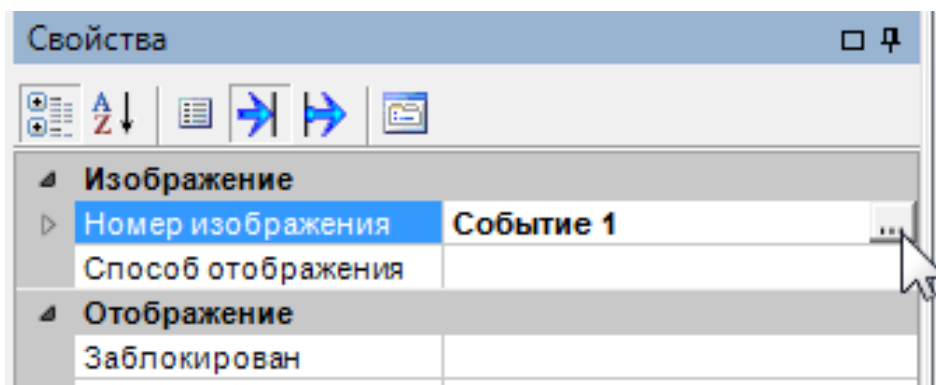 Свойства
Изображение
Номер изображения Событие 1 ...
Способ отображения
Отображение
Заблокирован